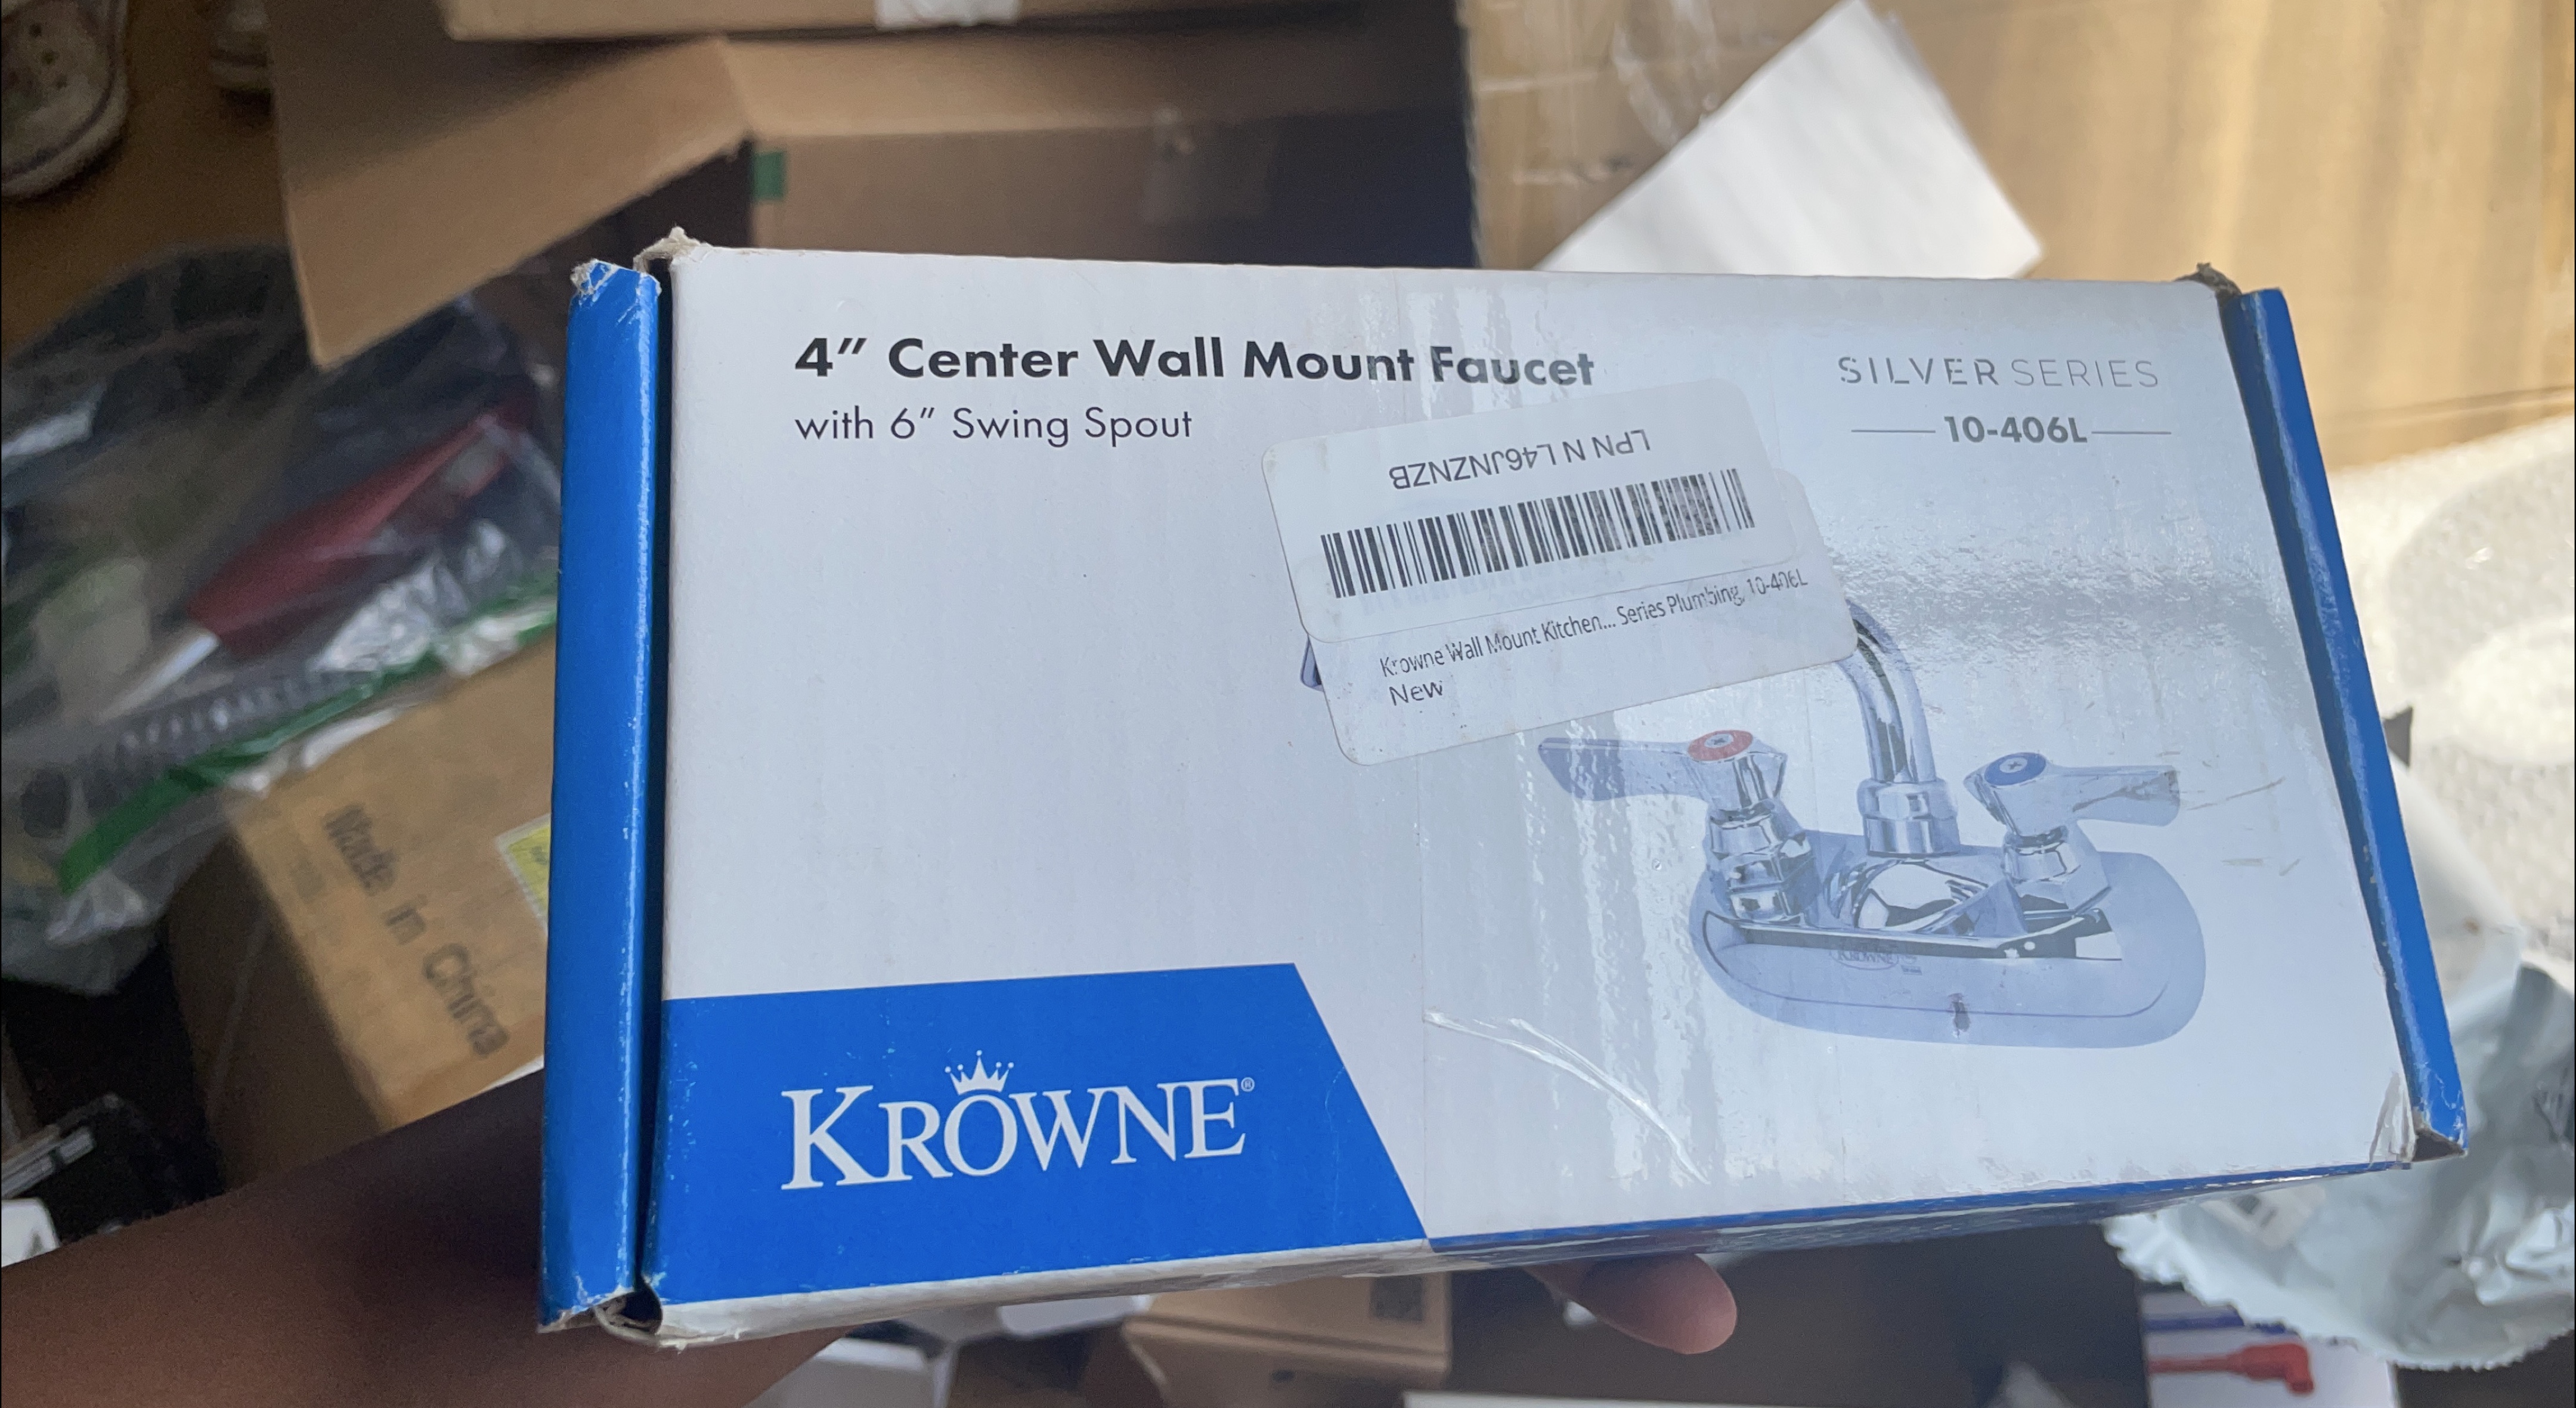 4" Center Wall Mount Faucet
with 6" Swing Spout
SILVER SERIES
10-406L
LPN N L46JNZNZB
Krowne Wall Mount Kitchen... Series Plumbing, 10-406L
New
KROWNE®
KROWNE
Made in China